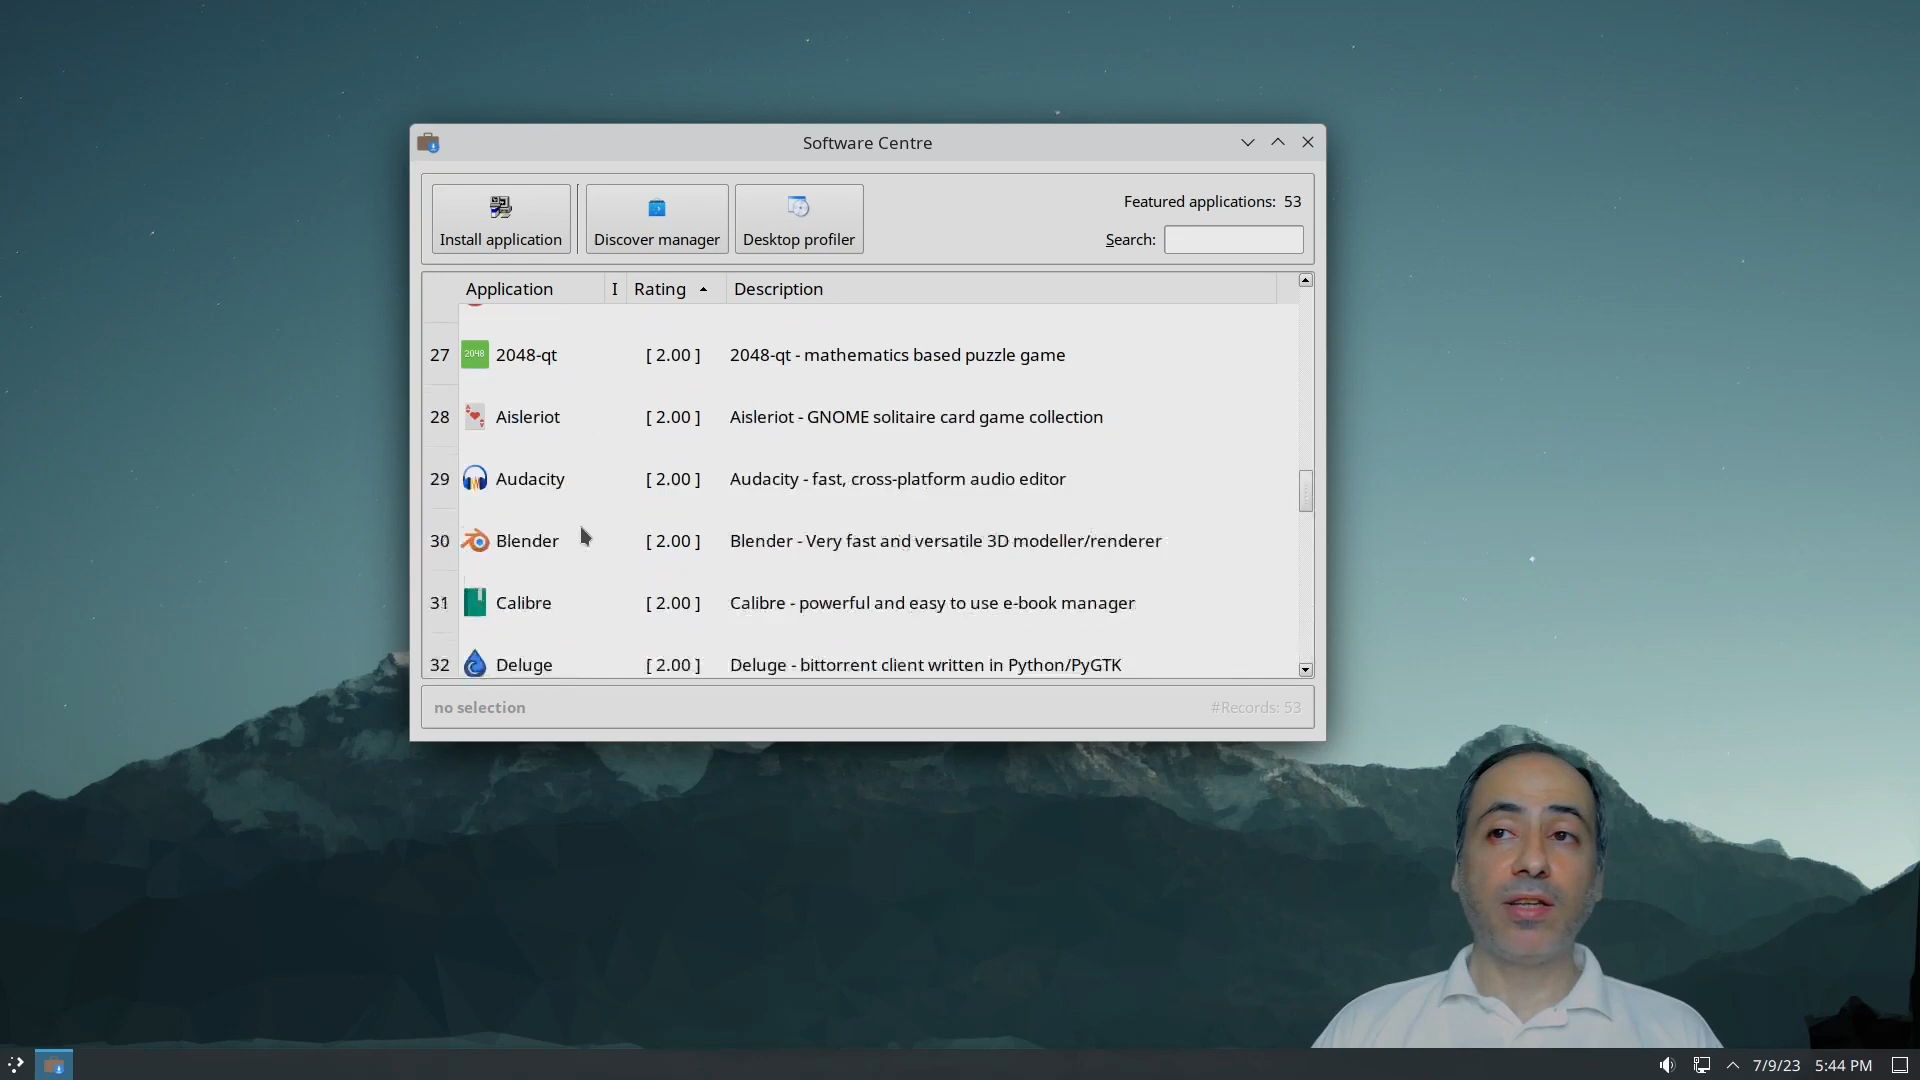 Software Centre
Install application
Discover manager
Desktop profiler
Featured applications: 53
Search:
Application I Rating Description
27 2048 2048-qt [ 2.00 ] 2048-qt - mathematics based puzzle game
28 Aisleriot [ 2.00 ] Aisleriot - GNOME solitaire card game collection
29 Audacity [ 2.00 ] Audacity - fast, cross-platform audio editor
30 Blender [ 2.00 ] Blender - Very fast and versatile 3D modeller/renderer
31 Calibre [ 2.00 ] Calibre - powerful and easy to use e-book manager
32 Deluge [ 2.00 ] Deluge - bittorrent client written in Python/PyGTK
no selection #Records: 53
7/9/23 5:44 PM